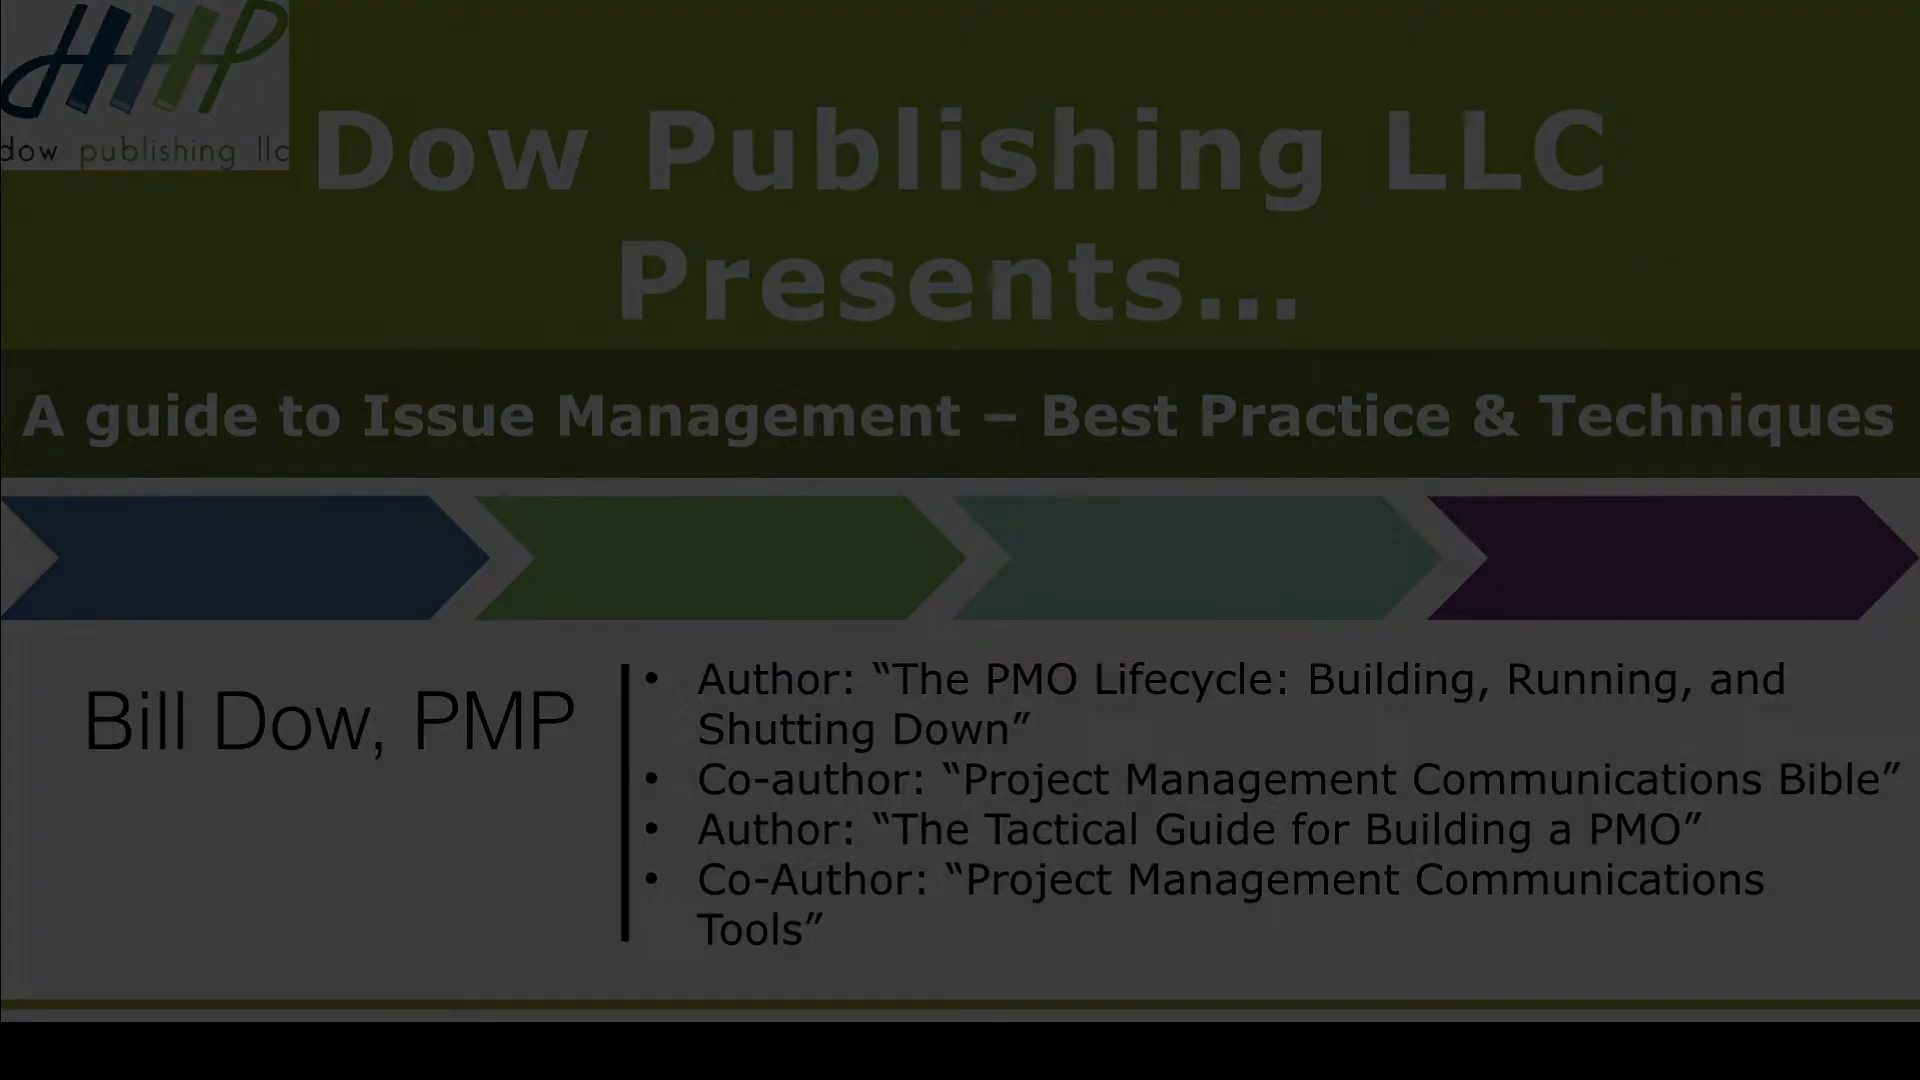 dow publishing llc
Dow Publishing LLC
Presents...
A guide to Issue Management – Best Practice & Techniques
Bill Dow, PMP
• Author: “The PMO Lifecycle: Building, Running, and
Shutting Down”
• Co-author: “Project Management Communications Bible”
• Author: “The Tactical Guide for Building a PMO”
• Co-Author: “Project Management Communications
Tools”